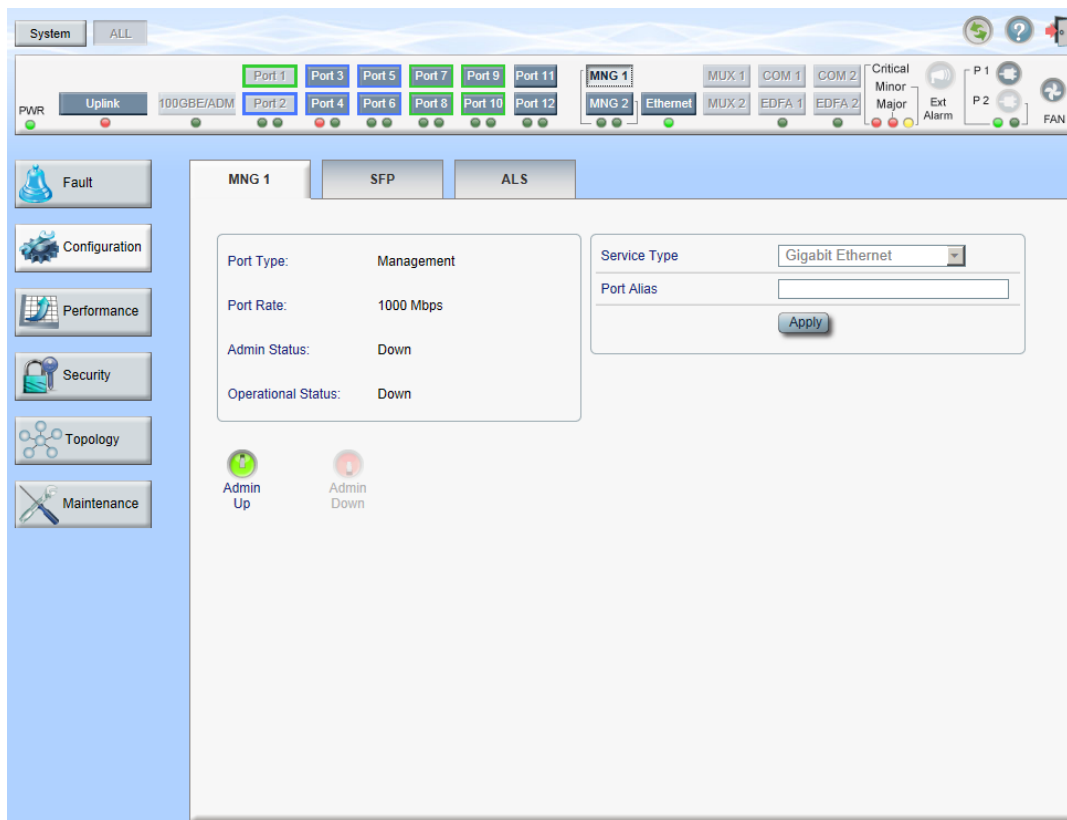 System ALL
Critical
P 1
Port 1 Port 3 Port 5 Port 7 Port 9 Port 11 MNG 1 MUX 1 COM 1 COM 2
Minor
PWR Uplink 100GBE/ADM Port 2 Port 4 Port 6 Port 8 Port 10 Port 12 MNG 2 Ethernet MUX 2 EDFA 1 EDFA 2 Major Ext Alarm P 2 FAN
MNG 1 SFP ALS
Fault
Configuration
Performance
Security
Topology
Maintenance
Port Type: Management
Port Rate: 1000 Mbps
Admin Status: Down
Operational Status: Down
Service Type Gigabit Ethernet
Port Alias
Apply
Admin Up
Admin Down